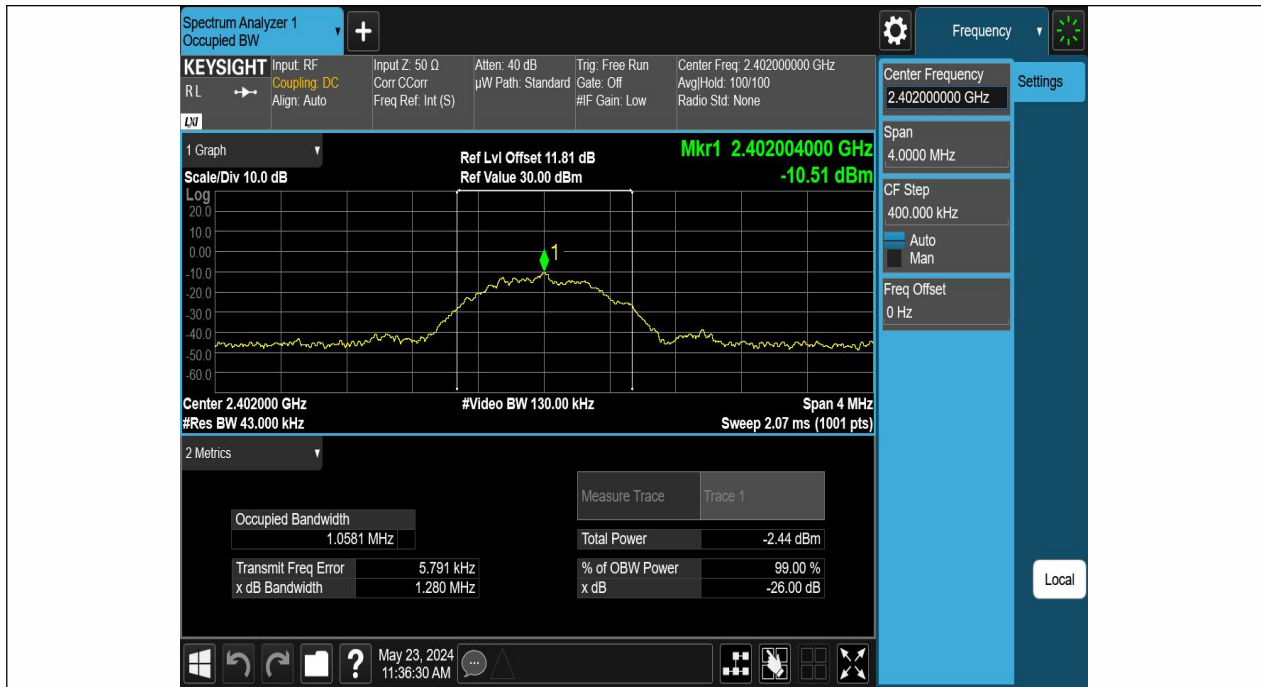 Spectrum Analyzer 1
Occupied BW
+
Frequency
KEYSIGHT
R L
LXI
Input: RF
Coupling: DC
Align: Auto
Input Z: 50 Ω
Corr CCorr
Freq Ref: Int (S)
Atten: 40 dB
µW Path: Standard
Trig: Free Run
Gate: Off
#IF Gain: Low
Center Freq: 2.402000000 GHz
Avg|Hold: 100/100
Radio Std: None
Center Frequency
2.402000000 GHz
Settings
Span
4.0000 MHz
CF Step
400.000 kHz
Auto
Man
Freq Offset
0 Hz
1 Graph
Scale/Div 10.0 dB
Ref Lvl Offset 11.81 dB
Ref Value 30.00 dBm
Mkr1 2.402004000 GHz
-10.51 dBm
Log
20.0
10.0
0.00
-10.0
-20.0
-30.0
-40.0
-50.0
-60.0
1
Center 2.402000 GHz
#Res BW 43.000 kHz
#Video BW 130.00 kHz
Span 4 MHz
Sweep 2.07 ms (1001 pts)
2 Metrics
Measure Trace
Trace 1
Occupied Bandwidth
1.0581 MHz
Total Power
-2.44 dBm
Transmit Freq Error
5.791 kHz
% of OBW Power
99.00 %
x dB Bandwidth
1.280 MHz
x dB
-26.00 dB
Local
?
May 23, 2024
11:36:30 AM